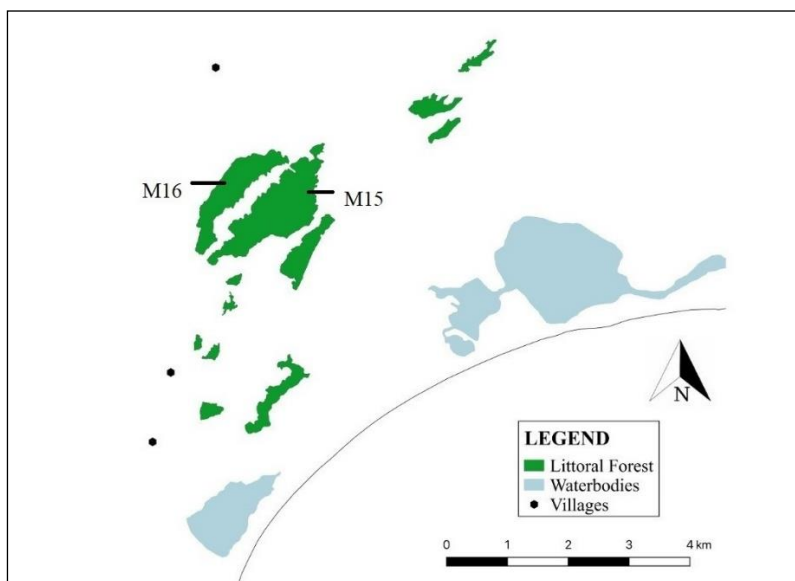 M16
M15
N
LEGEND
Littoral Forest
Waterbodies
Villages
0 1 2 3 4 km